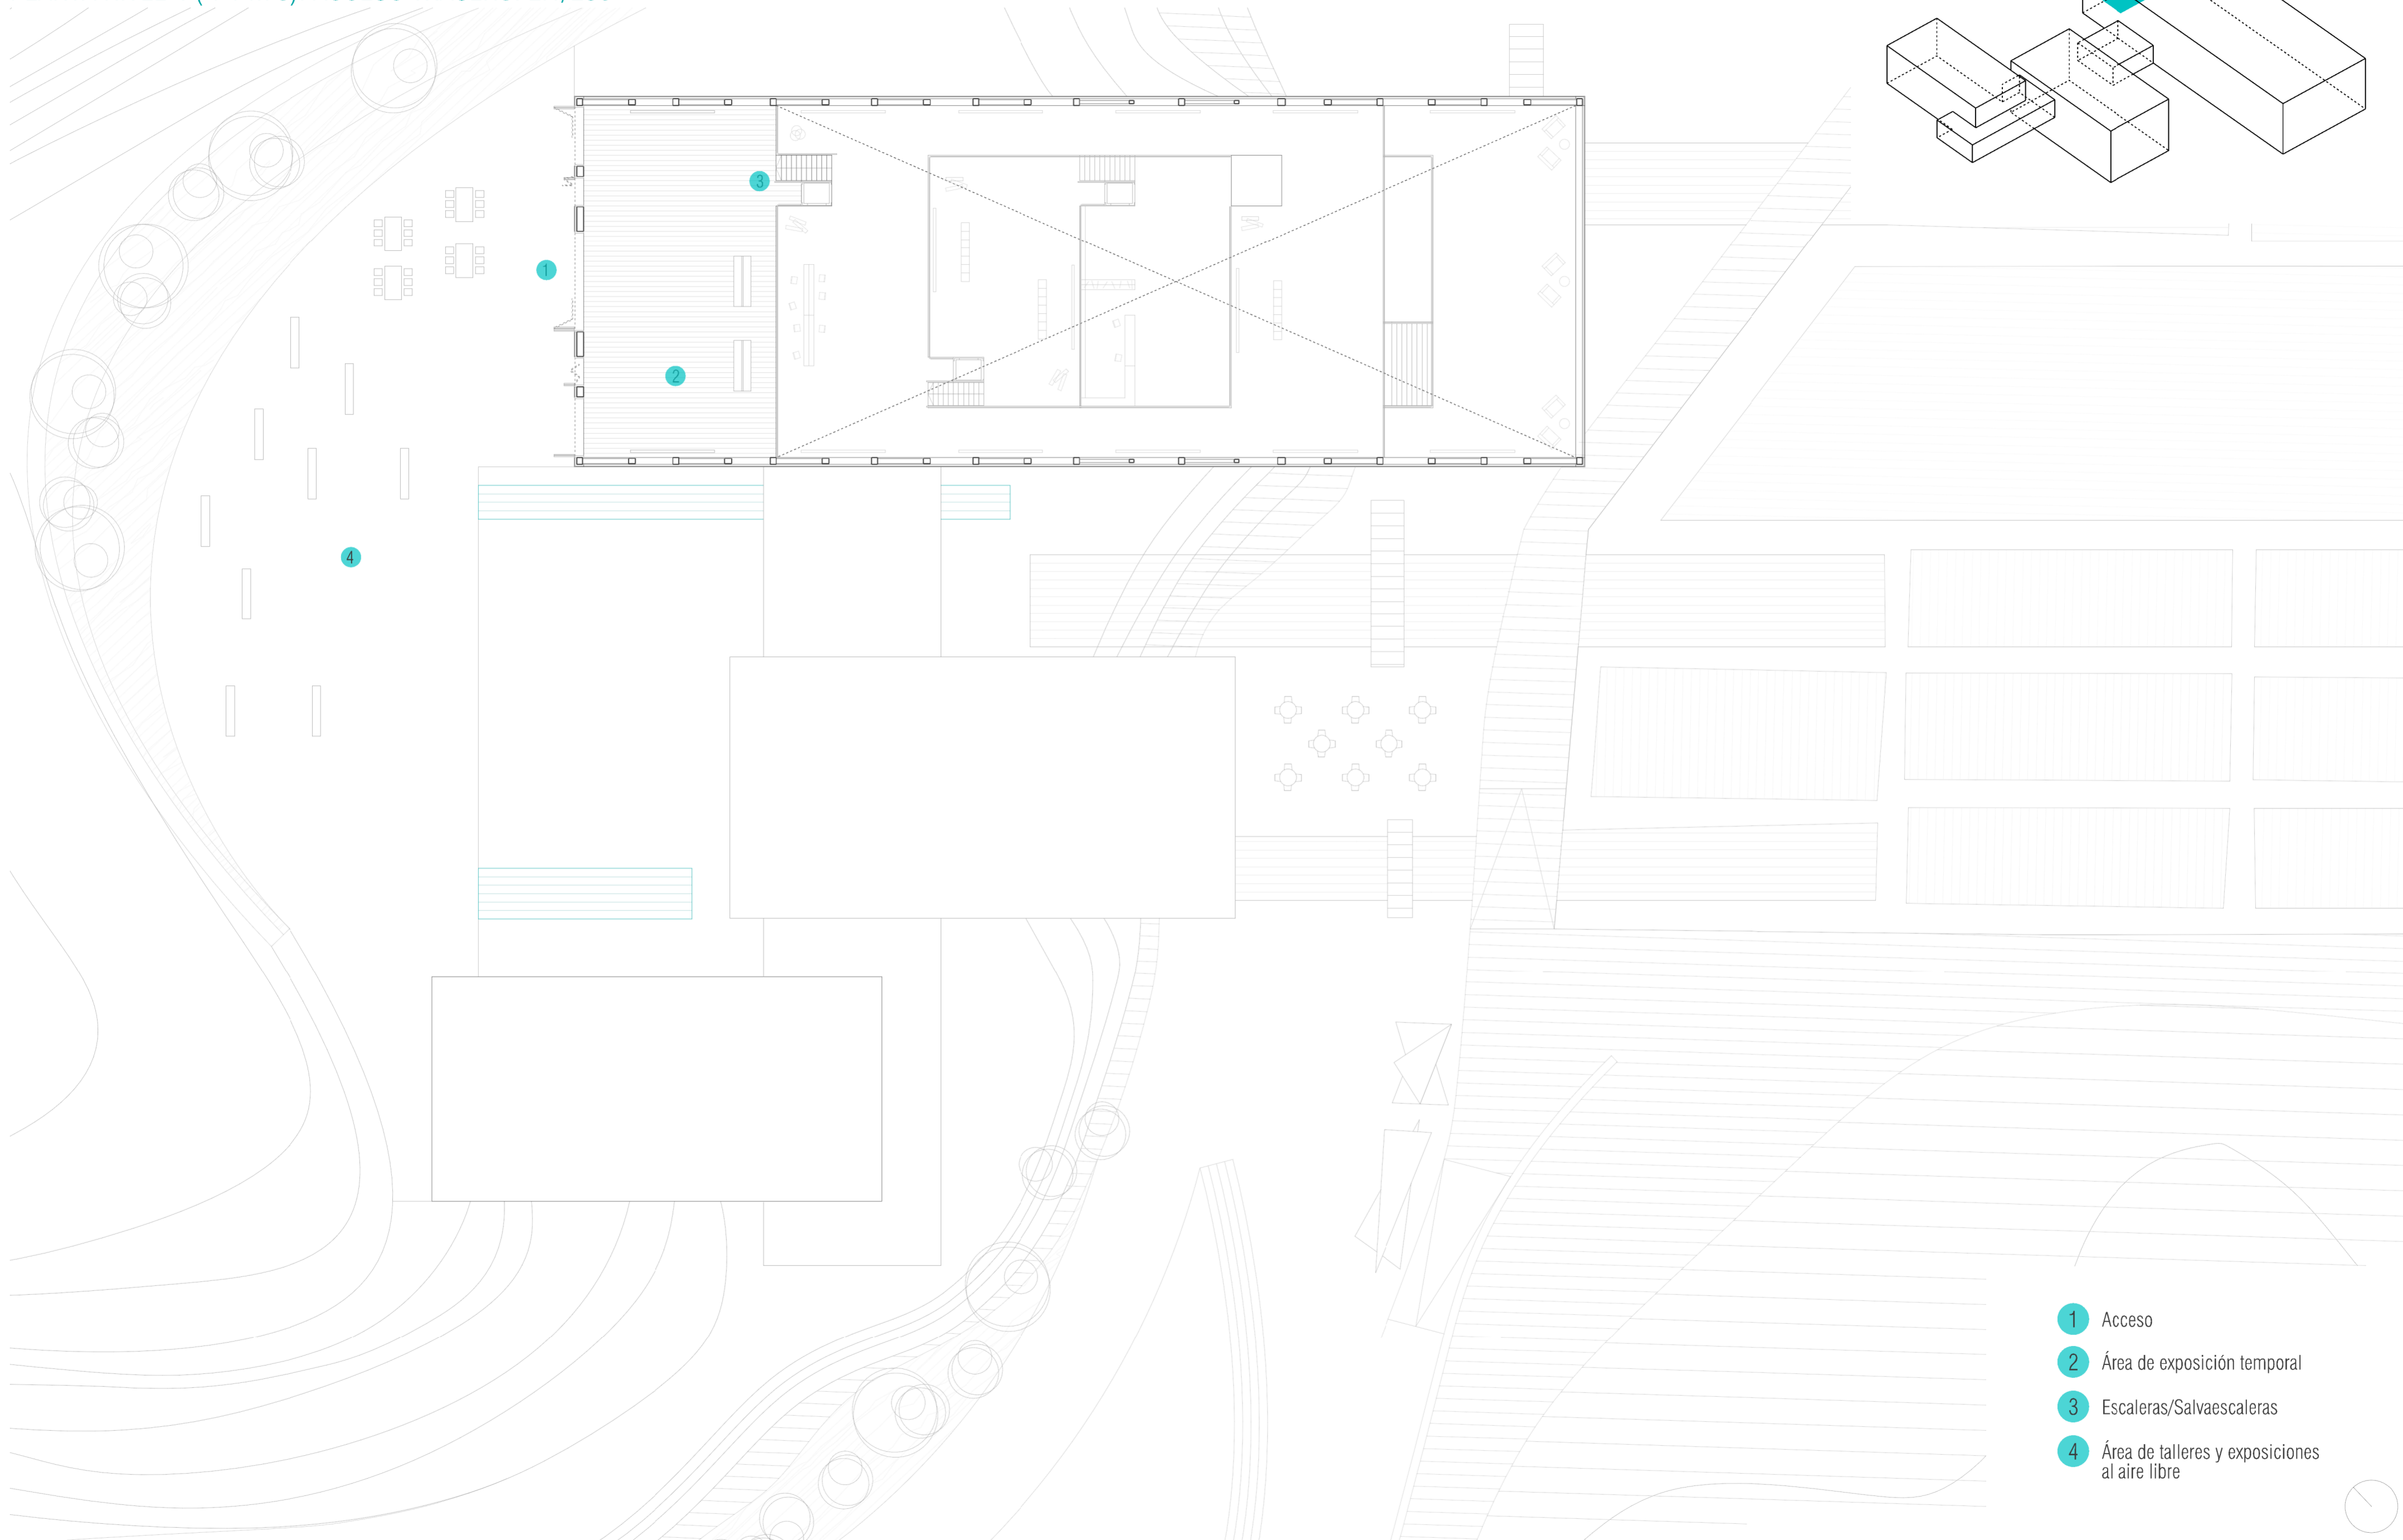 3
1
2
4
1 Acceso
2 Área de exposición temporal
3 Escaleras/Salvaescaleras
4 Área de talleres y exposiciones
al aire libre